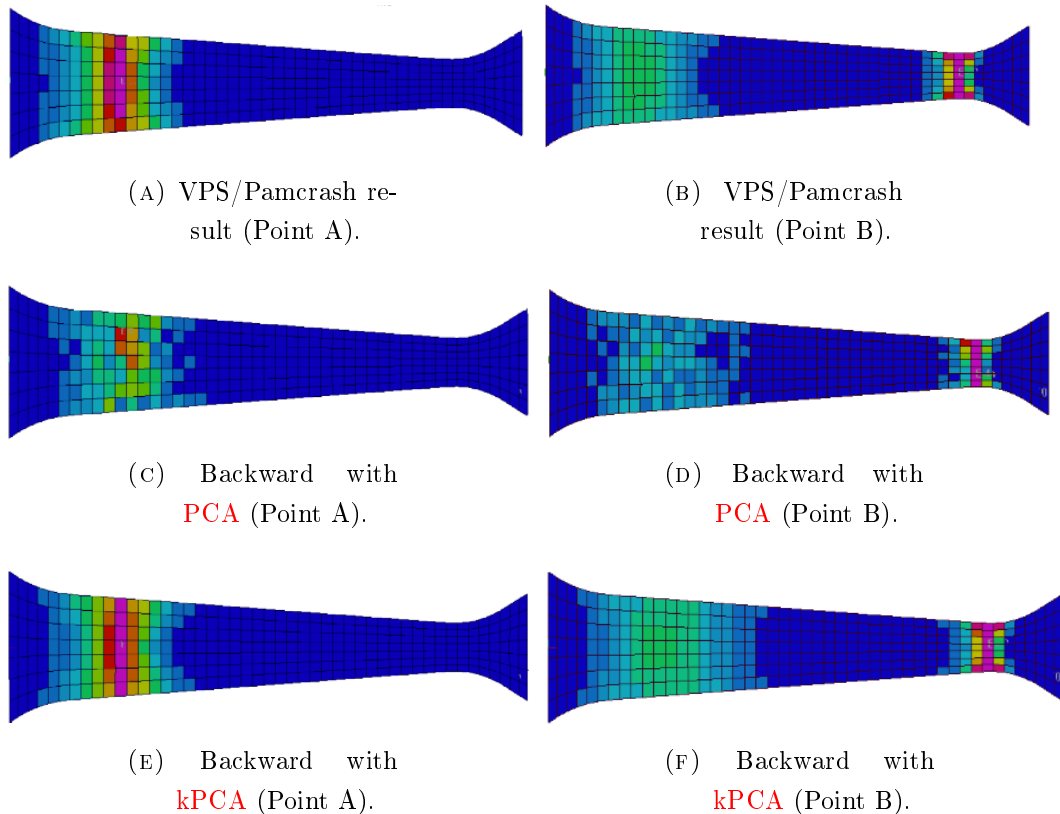 (A) VPS/Pamcrash re-
sult (Point A).
(B) VPS/Pamcrash
result (Point B).
(C) Backward with
PCA (Point A).
(D) Backward with
PCA (Point B).
(E) Backward with
kPCA (Point A).
(F) Backward with
kPCA (Point B).